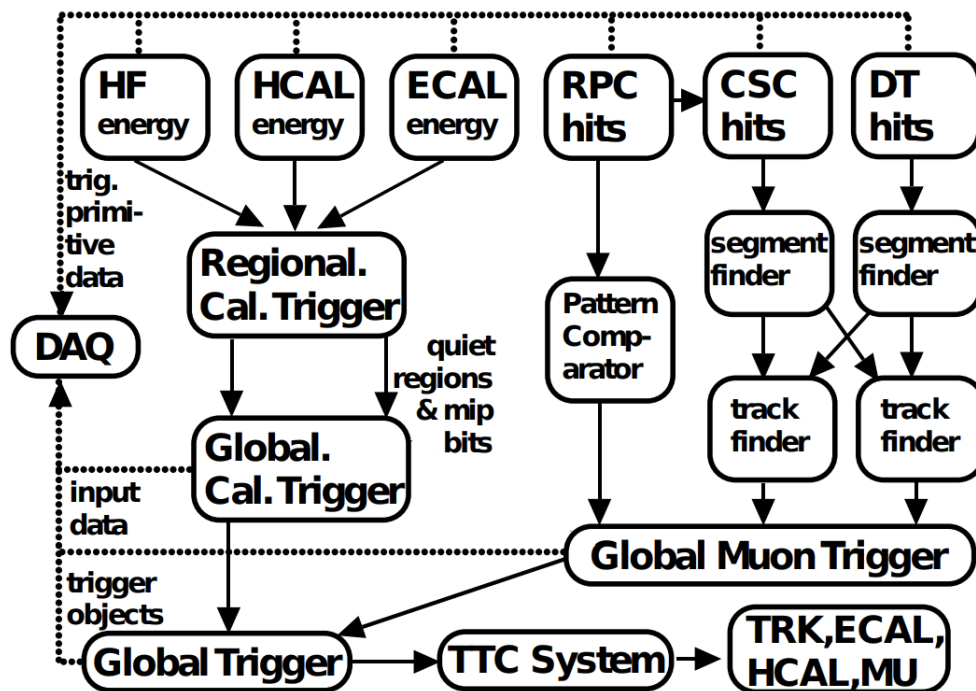 HF
energy
HCAL
energy
ECAL
energy
RPC
hits
CSC
hits
DT
hits
trig.
primi-
tive
data
segment
finder
segment
finder
Regional.
Cal. Trigger
Pattern
Comp-
arator
DAQ
quiet
regions
& mip
bits
track
finder
track
finder
Global.
Cal. Trigger
input
data
Global Muon Trigger
trigger
objects
Global Trigger
TTC System
TRK,ECAL,
HCAL,MU